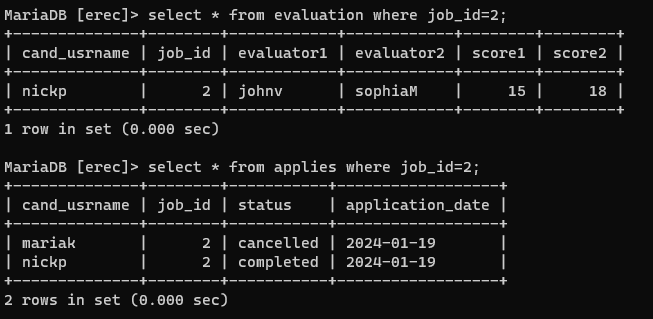 MariaDB [erec]> select * from evaluation where job_id=2;
+--------------+--------+------------+------------+--------+--------+
| cand_usrname | job_id | evaluator1 | evaluator2 | score1 | score2 |
+--------------+--------+------------+------------+--------+--------+
| nickp        |      2 | johnv      | sophiaM    |     15 |     18 |
+--------------+--------+------------+------------+--------+--------+
1 row in set (0.000 sec)

MariaDB [erec]> select * from applies where job_id=2;
+--------------+--------+-----------+------------------+
| cand_usrname | job_id | status    | application_date |
+--------------+--------+-----------+------------------+
| mariak       |      2 | cancelled | 2024-01-19       |
| nickp        |      2 | completed | 2024-01-19       |
+--------------+--------+-----------+------------------+
2 rows in set (0.000 sec)